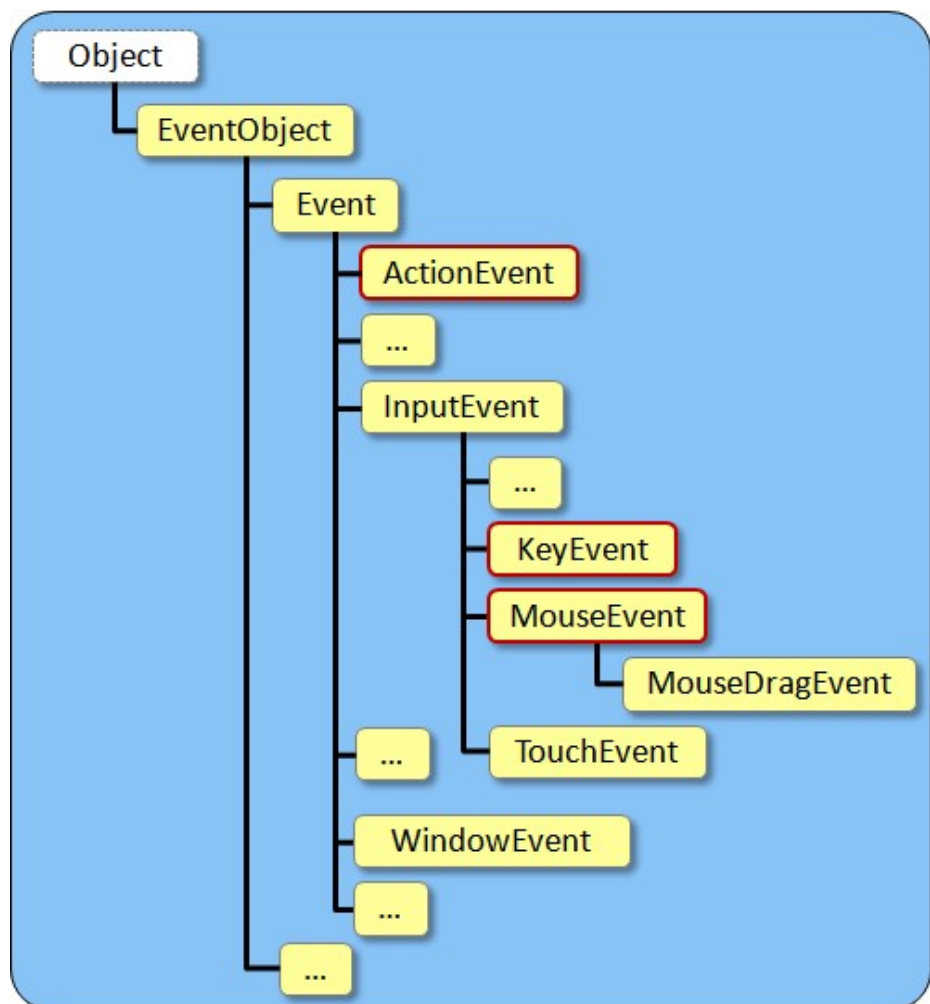 Object
EventObject
Event
ActionEvent
...
InputEvent
...
KeyEvent
MouseEvent
MouseDragEvent
TouchEvent
...
WindowEvent
...
...